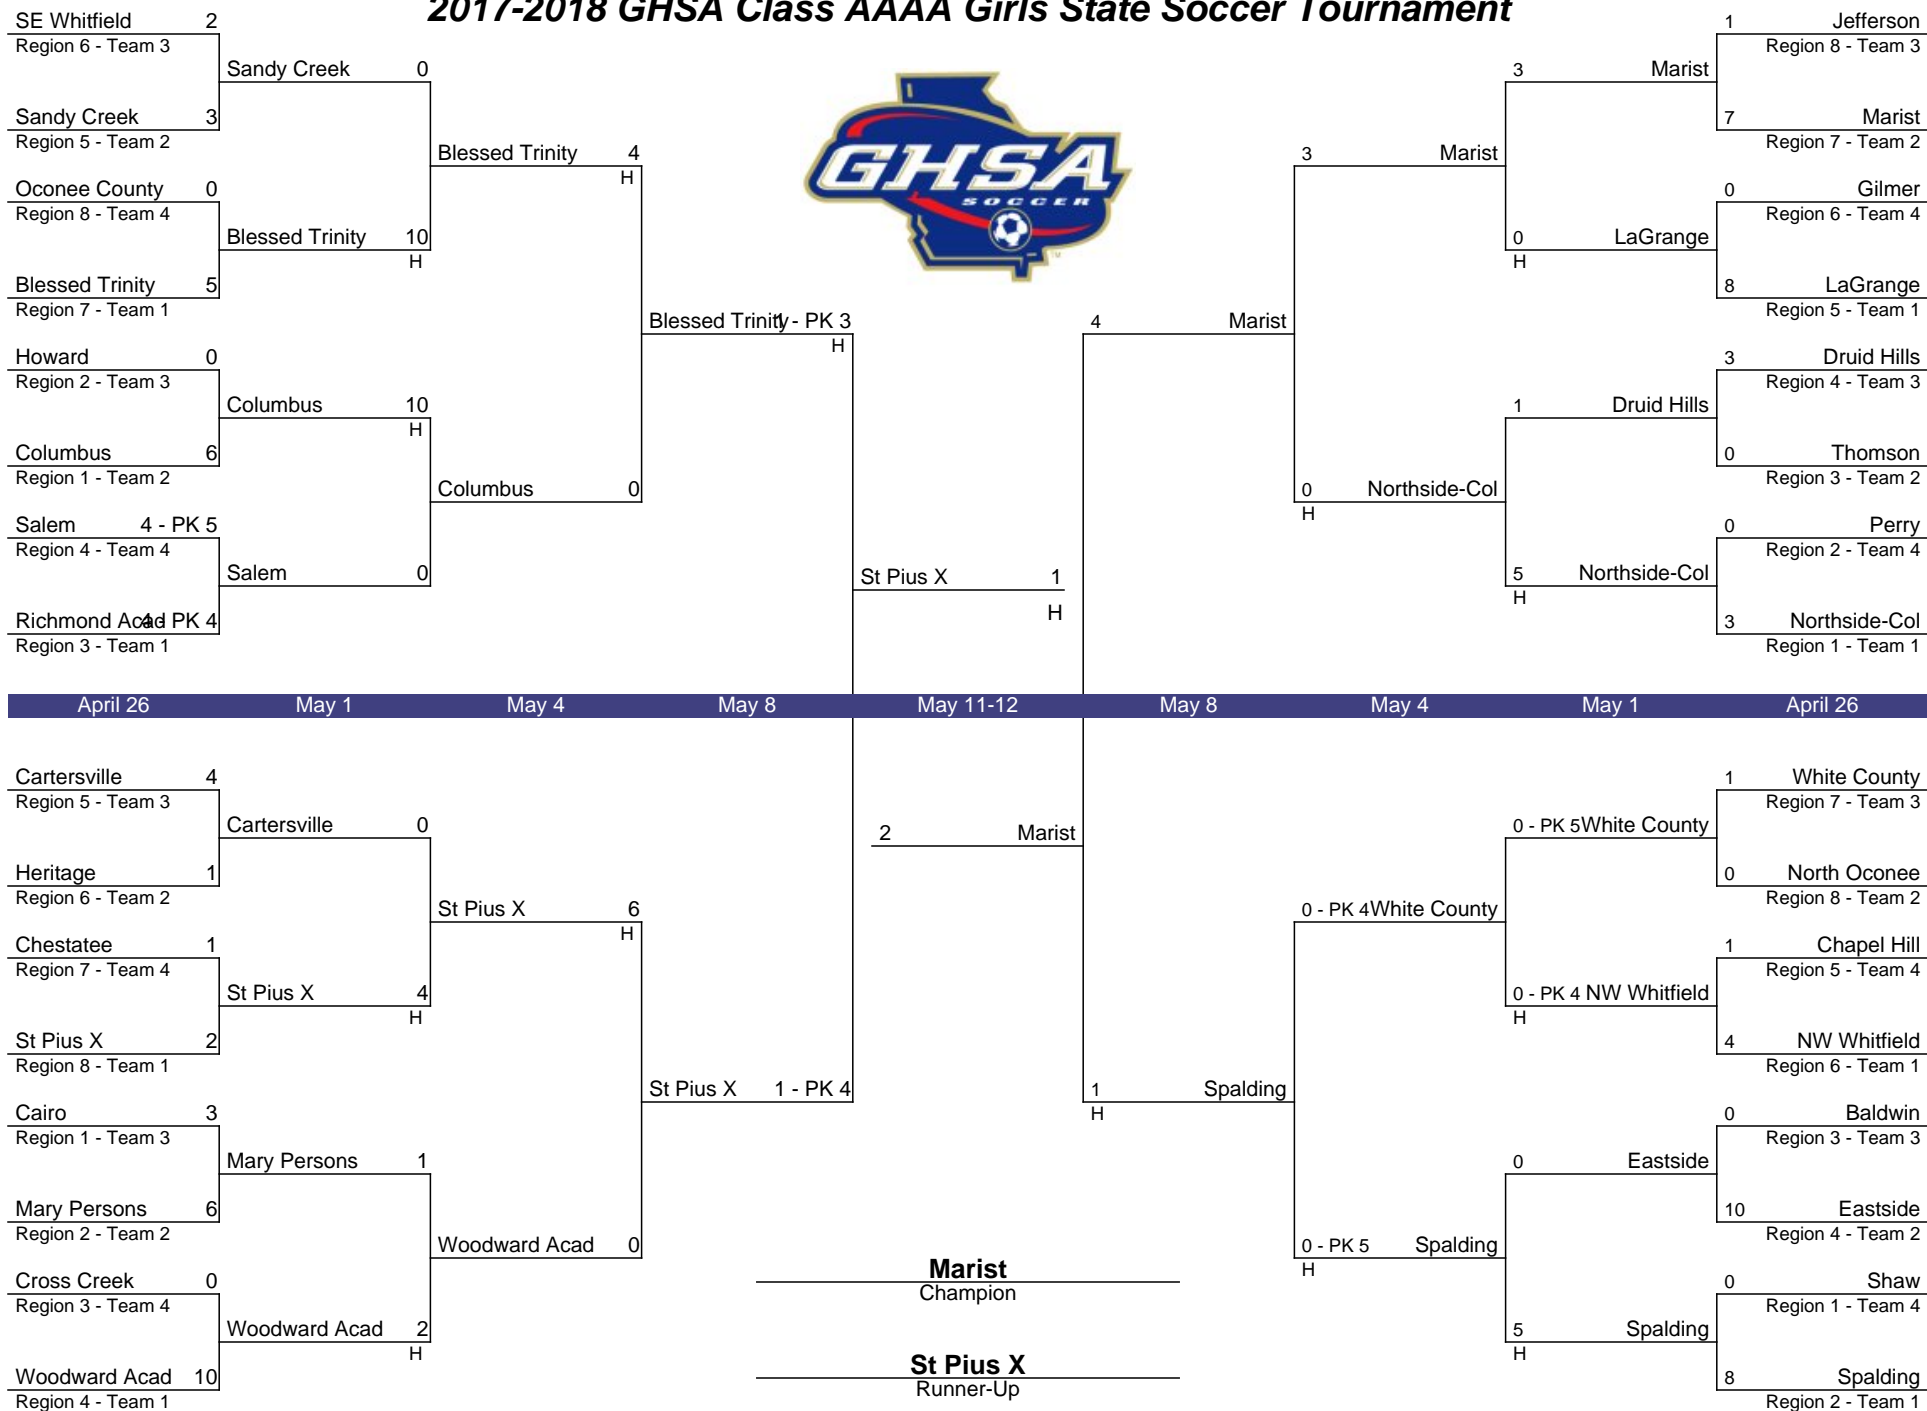 2017-2018 GHSA Class AAAA Girls State Soccer Tournament
SE Whitfield 2
Region 6 - Team 3
Sandy Creek 0
Sandy Creek 3
Region 5 - Team 2
Blessed Trinity 4
H
Oconee County 0
Region 8 - Team 4
Blessed Trinity 10
H
Blessed Trinity 5
Region 7 - Team 1
Blessed Trinity - PK 3
H
Howard 0
Region 2 - Team 3
Columbus 10
H
Columbus 6
Region 1 - Team 2
Columbus 0
Salem 4 - PK 5
Region 4 - Team 4
Salem 0
Richmond Acad 4 - PK 4
Region 3 - Team 1
St Pius X 1
H
GHSA
SOCCER
TM
1 Jefferson
Region 8 - Team 3
3 Marist
7 Marist
Region 7 - Team 2
3 Marist
0 Gilmer
Region 6 - Team 4
0 LaGrange
H
8 LaGrange
Region 5 - Team 1
4 Marist
3 Druid Hills
Region 4 - Team 3
1 Druid Hills
0 Thomson
Region 3 - Team 2
0 Northside-Col
H
0 Perry
Region 2 - Team 4
5 Northside-Col
H
3 Northside-Col
Region 1 - Team 1
April 26 May 1 May 4 May 8 May 11-12 May 8 May 4 May 1 April 26
Cartersville 4
Region 5 - Team 3
Cartersville 0
Heritage 1
Region 6 - Team 2
St Pius X 6
H
Chestatee 1
Region 7 - Team 4
St Pius X 4
H
St Pius X 2
Region 8 - Team 1
St Pius X 1 - PK 4
Cairo 3
Region 1 - Team 3
Mary Persons 1
Mary Persons 6
Region 2 - Team 2
Woodward Acad 0
Cross Creek 0
Region 3 - Team 4
Woodward Acad 2
H
Woodward Acad 10
Region 4 - Team 1
2 Marist
1 White County
Region 7 - Team 3
0 - PK 5 White County
0 North Oconee
Region 8 - Team 2
0 - PK 4 White County
1 Chapel Hill
Region 5 - Team 4
0 - PK 4 NW Whitfield
H
4 NW Whitfield
Region 6 - Team 1
1 Spalding
H
0 Baldwin
Region 3 - Team 3
0 Eastside
10 Eastside
Region 4 - Team 2
0 - PK 5 Spalding
H
0 Shaw
Region 1 - Team 4
5 Spalding
H
8 Spalding
Region 2 - Team 1
Marist
Champion
St Pius X
Runner-Up